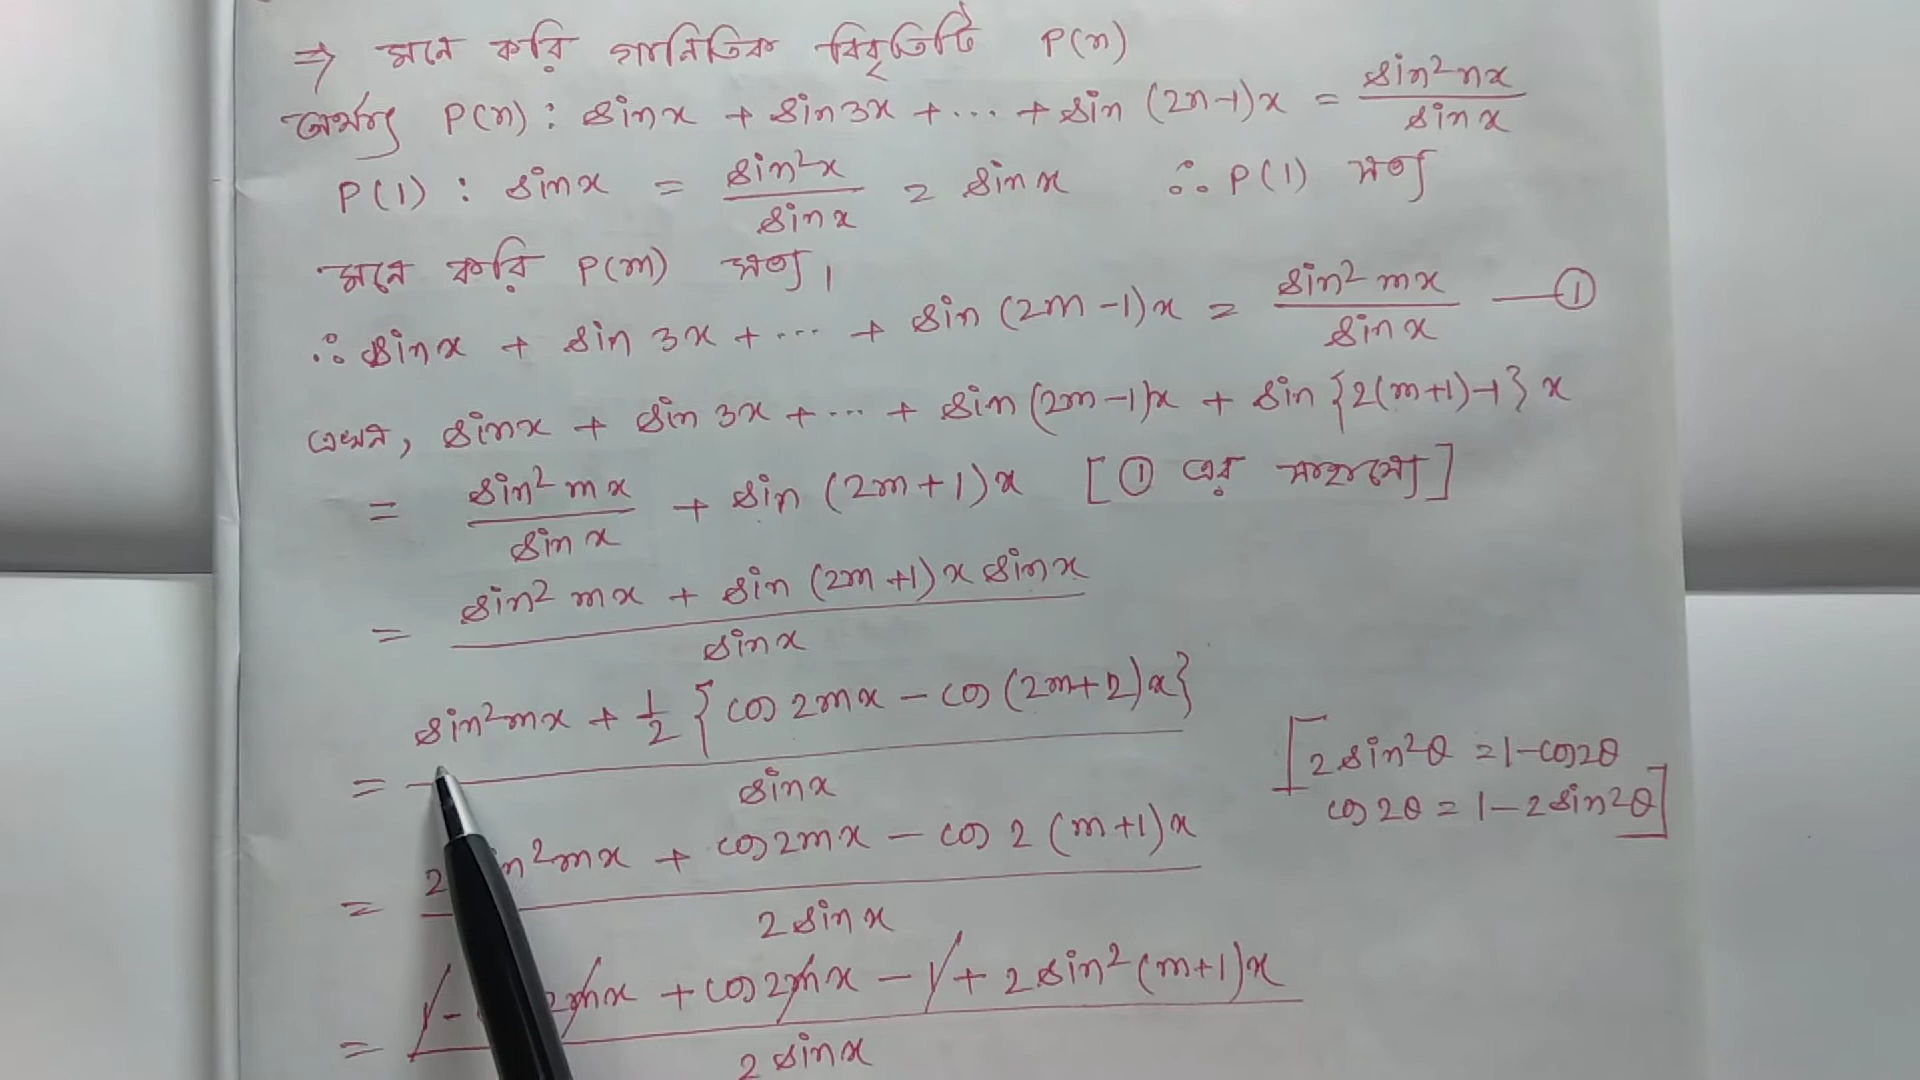 ⇒ মনে করি গাণিতিক বিবৃতিটি P(n)
অর্থাৎ P(n) : sin x + sin 3x + ... + sin (2n-1)x = sin²nx / sin x
P(1) : sin x = sin²x / sin x = sin x ∴ P(1) সত্য
মনে করি P(m) সত্য।
∴ sin x + sin 3x + ... + sin (2m-1)x = sin² mx / sin x — ①
এখন, sin x + sin 3x + ... + sin (2m-1)x + sin {2(m+1)-1} x
= sin² mx / sin x + sin (2m+1)x [① এর সাহায্যে]
= sin² mx + sin (2m+1)x sin x / sin x
= sin²mx + 1/2 {cos 2mx - cos (2m+2)x} / sin x
[2 sin²θ = 1-cos2θ
cos 2θ = 1-2 sin²θ]
= 2 n²mx + cos2mx - cos 2 (m+1)x / 2 sin x
= 1 - 2mx + cos 2mx - 1 + 2 sin² (m+1)x / 2 sin x